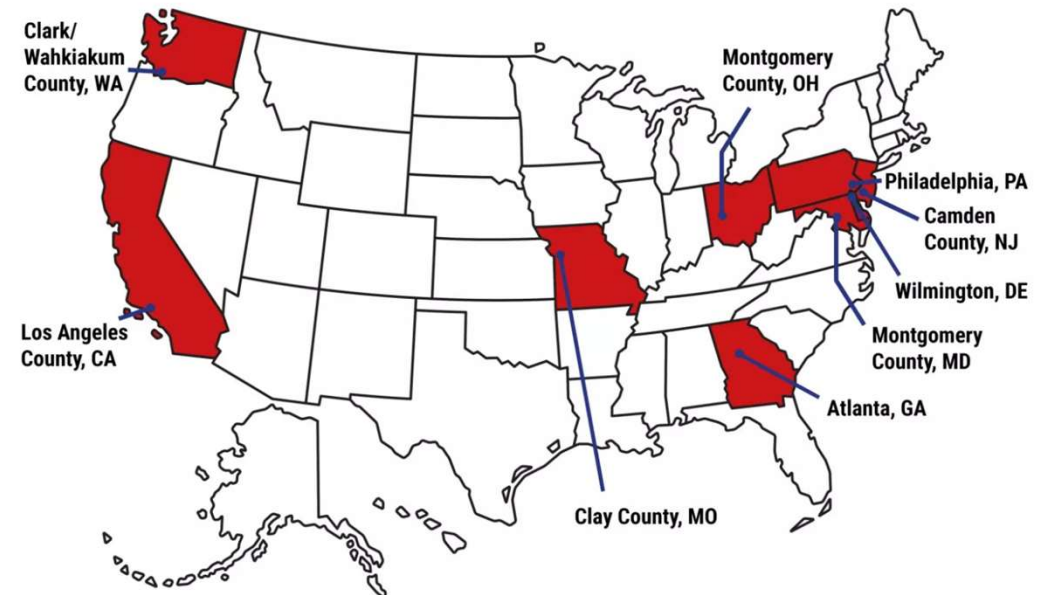 Clark/
Wahkiakum
County, WA
Montgomery
County, OH
Philadelphia, PA
Camden
County, NJ
Wilmington, DE
Los Angeles
County, CA
Montgomery
County, MD
Atlanta, GA
Clay County, MO